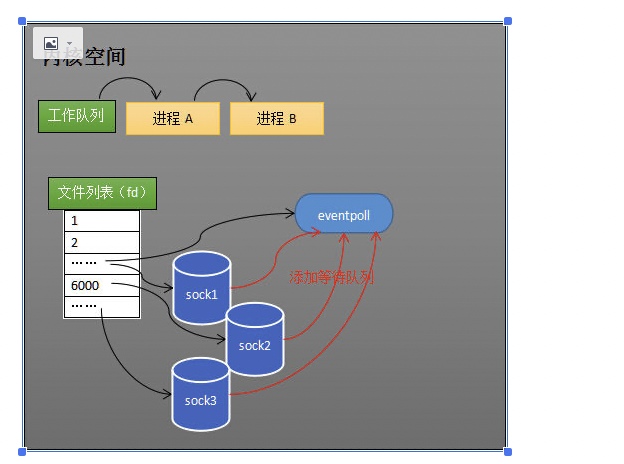 内核空间
工作队列
进程 A
进程 B
文件列表（fd）
1
2
……
6000
……
eventpoll
添加等待队列
sock1
sock2
sock3